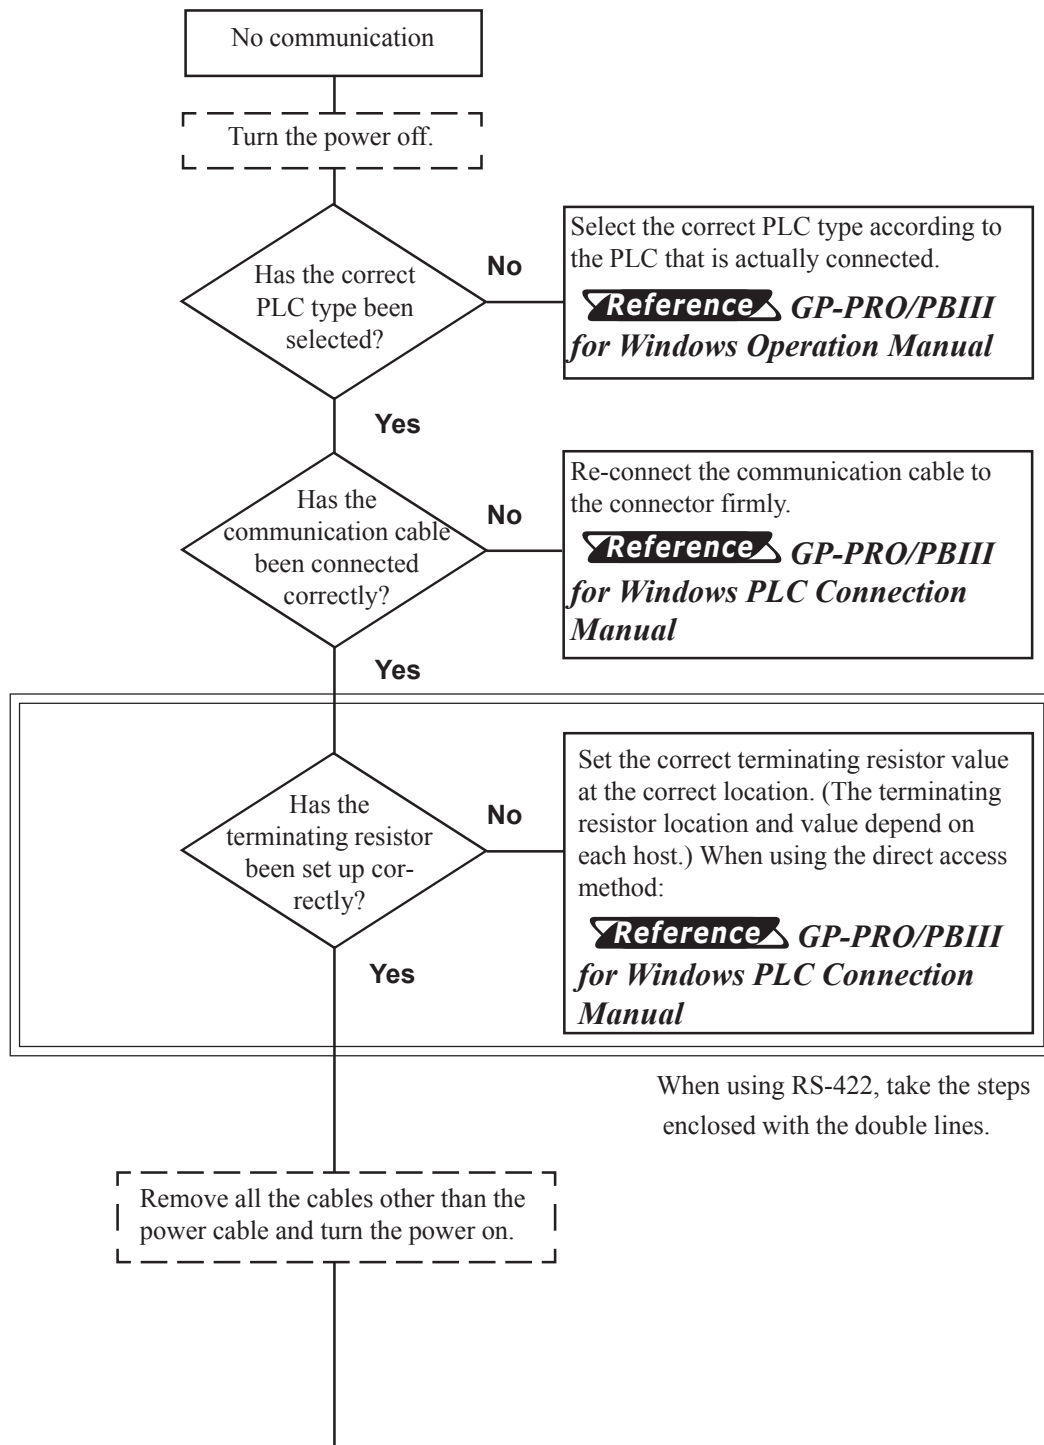 No communication
Turn the power off.
Has the correct
PLC type been
selected?
No
Select the correct PLC type according to
the PLC that is actually connected.
Reference GP-PRO/PBIII
for Windows Operation Manual
Yes
Has the
communication cable
been connected
correctly?
No
Re-connect the communication cable to
the connector firmly.
Reference GP-PRO/PBIII
for Windows PLC Connection
Manual
Yes
Has the
terminating resistor
been set up cor-
rectly?
No
Set the correct terminating resistor value
at the correct location. (The terminating
resistor location and value depend on
each host.) When using the direct access
method:
Reference GP-PRO/PBIII
for Windows PLC Connection
Manual
Yes
When using RS-422, take the steps
enclosed with the double lines.
Remove all the cables other than the
power cable and turn the power on.